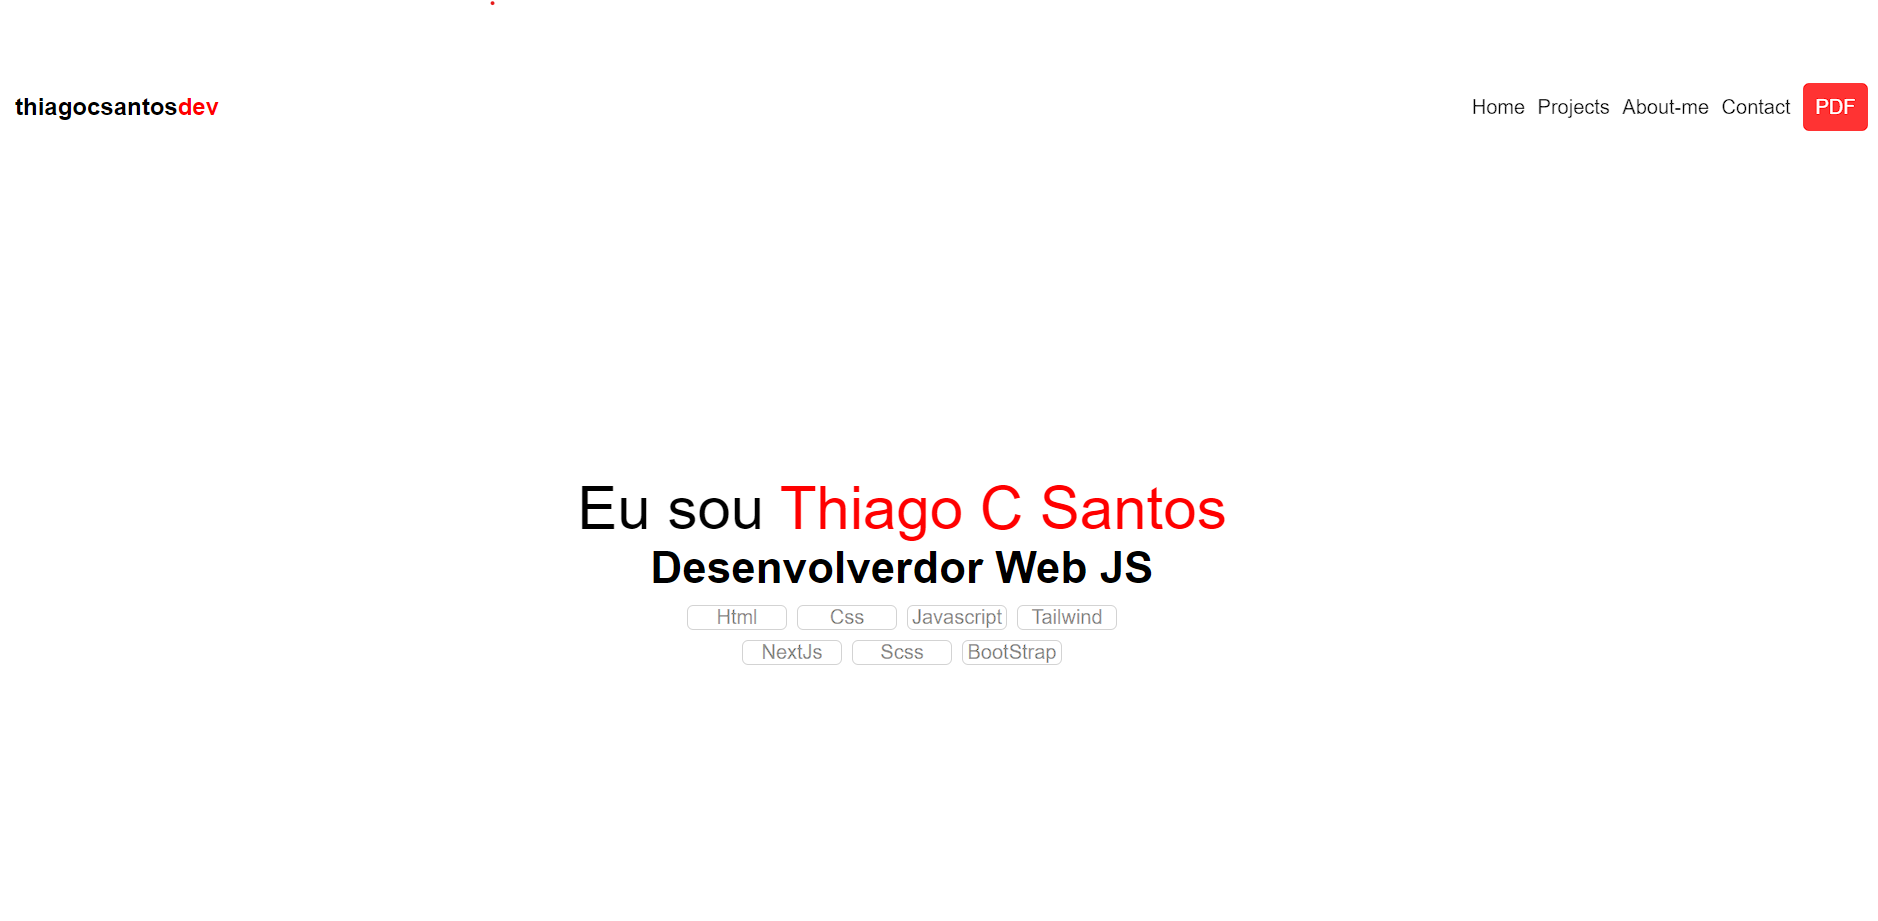 thiagocsantosdev
Home Projects About-me Contact PDF
Eu sou Thiago C Santos
Desenvolverdor Web JS
Html Css Javascript Tailwind
NextJs Scss BootStrap